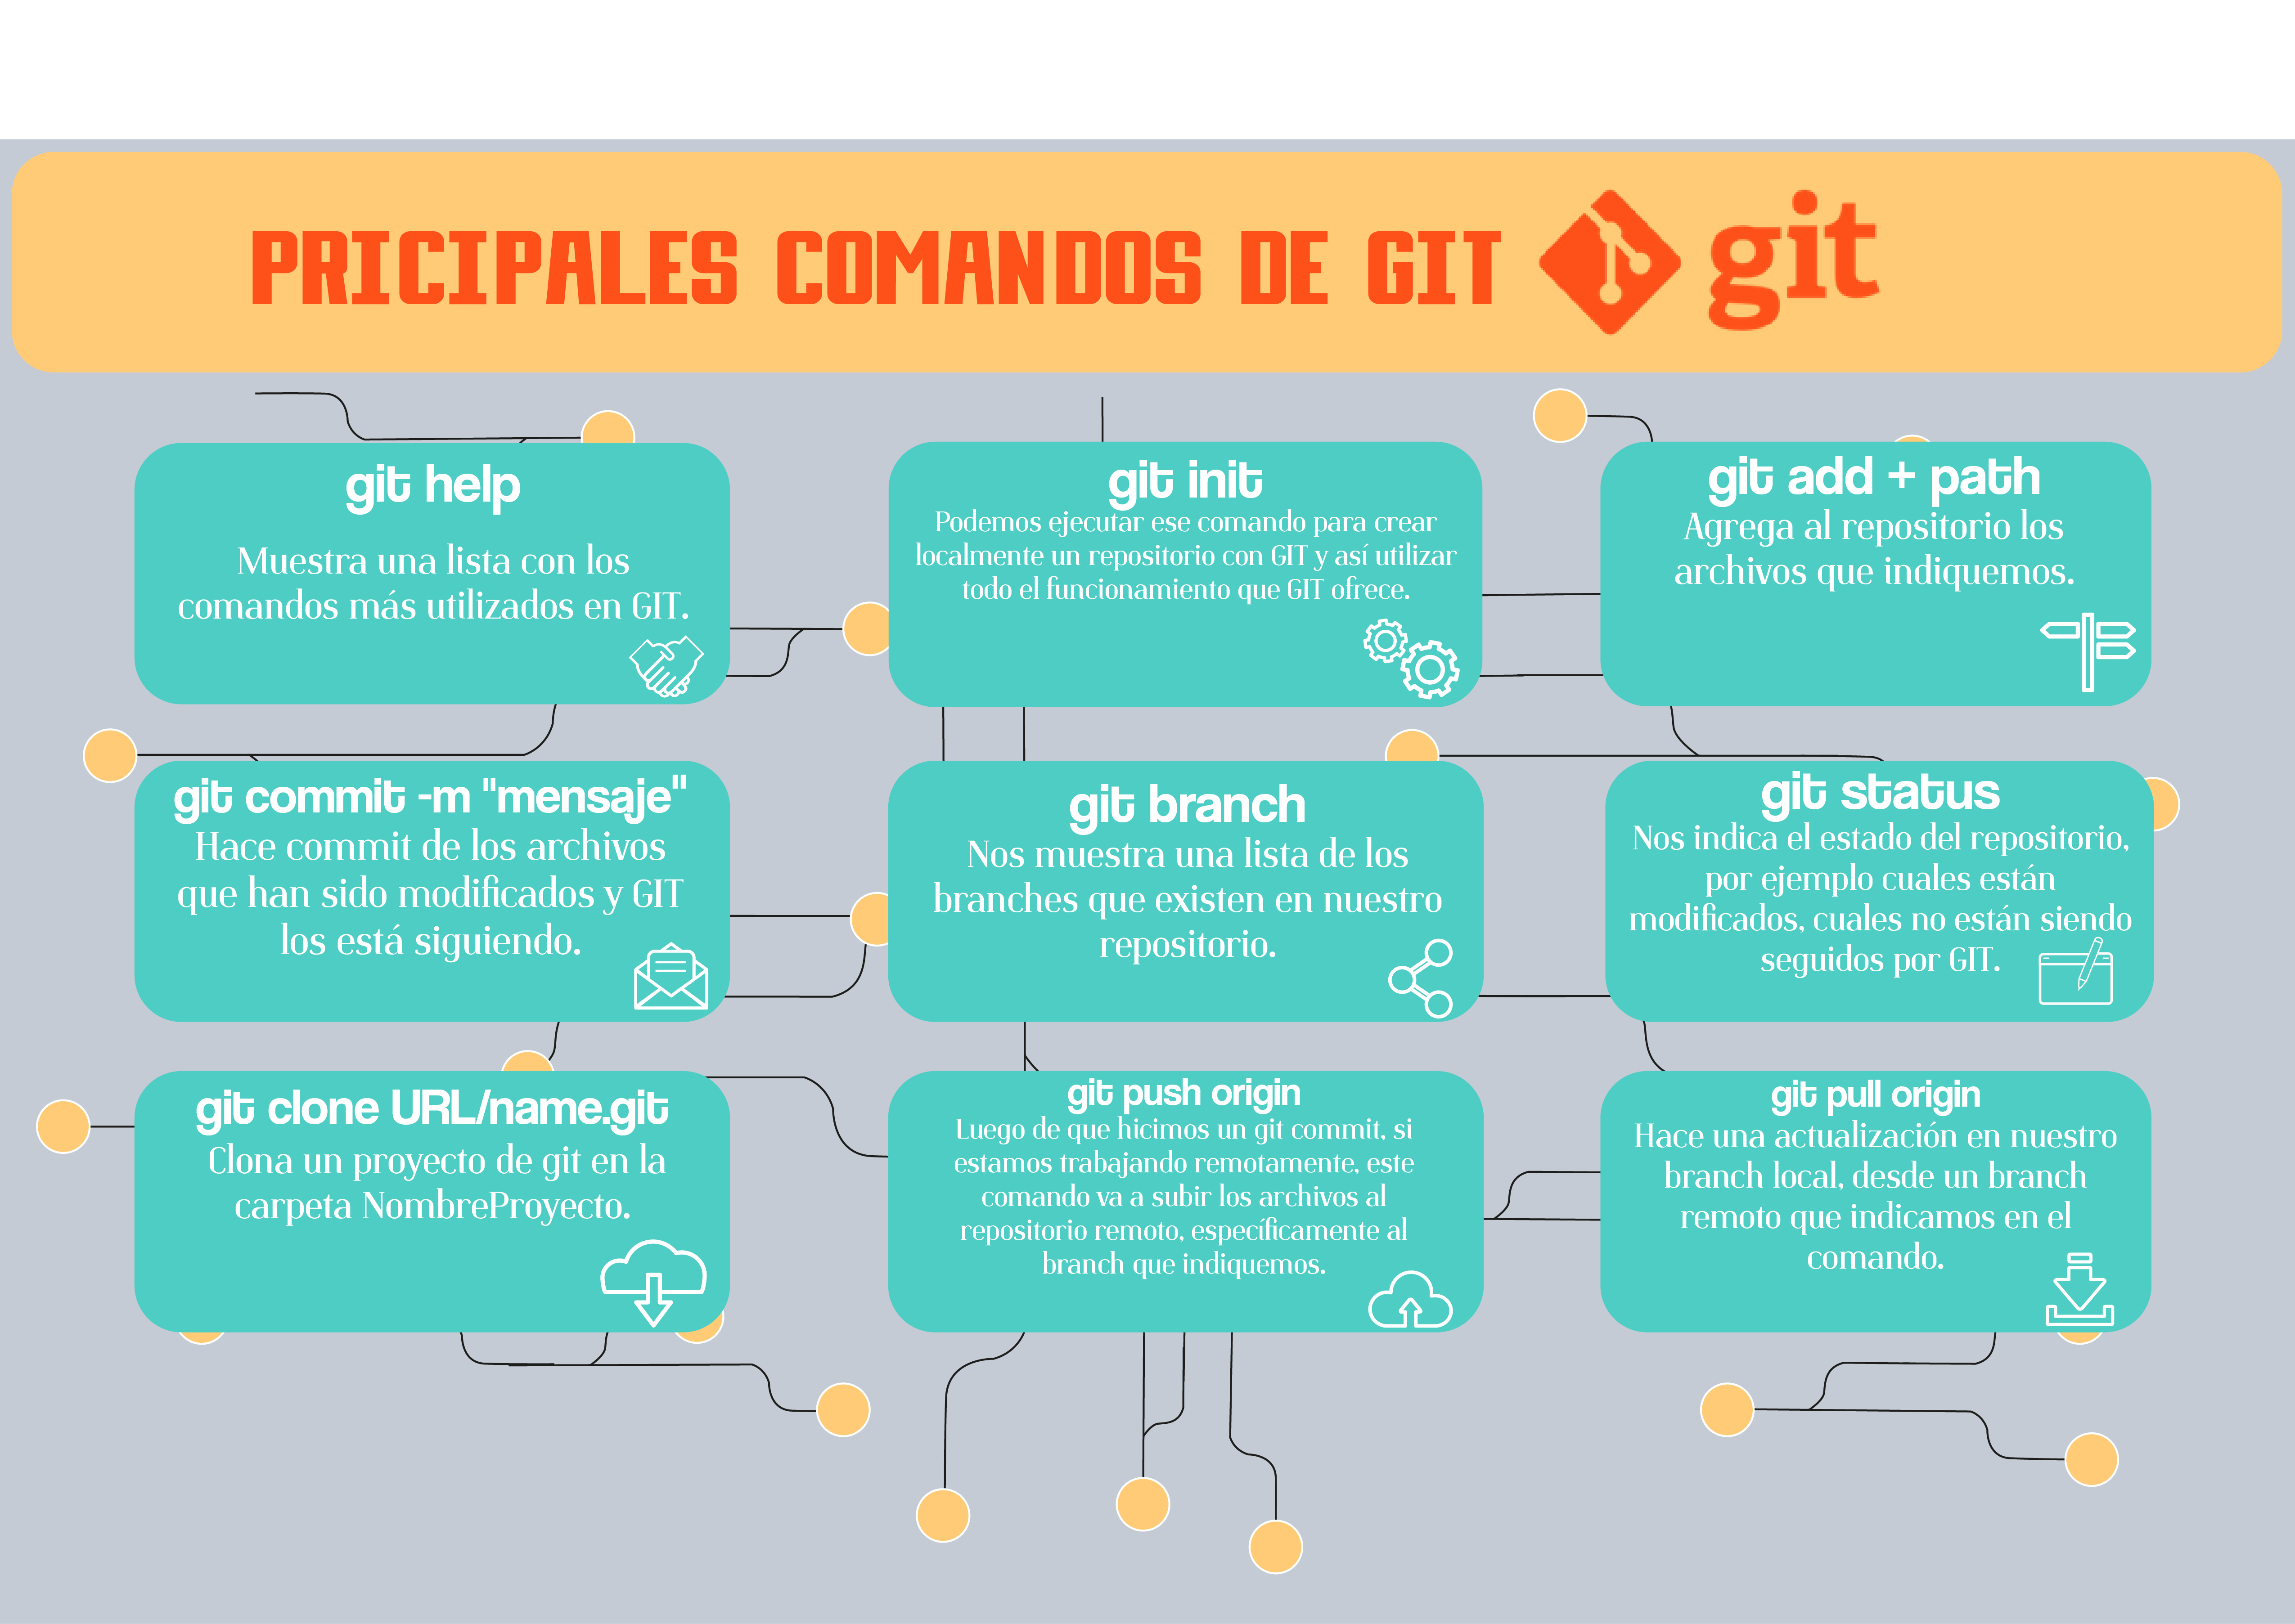 PRICIPALES COMANDOS DE GIT git
git help
Muestra una lista con los
comandos más utilizados en GIT.
git init
Podemos ejecutar ese comando para crear
localmente un repositorio con GIT y así utilizar
todo el funcionamiento que GIT ofrece.
git add + path
Agrega al repositorio los
archivos que indiquemos.
git commit -m "mensaje"
Hace commit de los archivos
que han sido modificados y GIT
los está siguiendo.
git branch
Nos muestra una lista de los
branches que existen en nuestro
repositorio.
git status
Nos indica el estado del repositorio,
por ejemplo cuales están
modificados, cuales no están siendo
seguidos por GIT.
git clone URL/name.git
Clona un proyecto de git en la
carpeta NombreProyecto.
git push origin
Luego de que hicimos un git commit, si
estamos trabajando remotamente, este
comando va a subir los archivos al
repositorio remoto, específicamente al
branch que indiquemos.
git pull origin
Hace una actualización en nuestro
branch local, desde un branch
remoto que indicamos en el
comando.